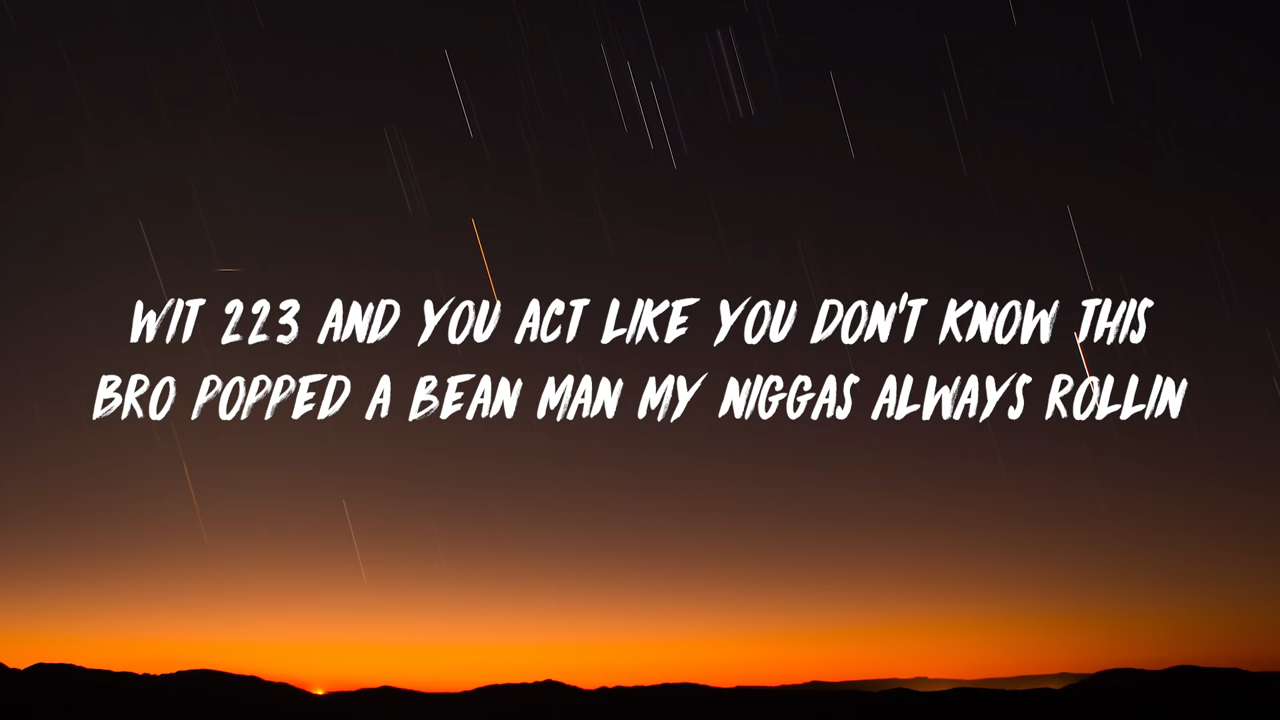 WIT 223 AND YOU ACT LIKE YOU DON'T KNOW THIS
BRO POPPED A BEAN MAN MY NIGGAS ALWAYS ROLLIN